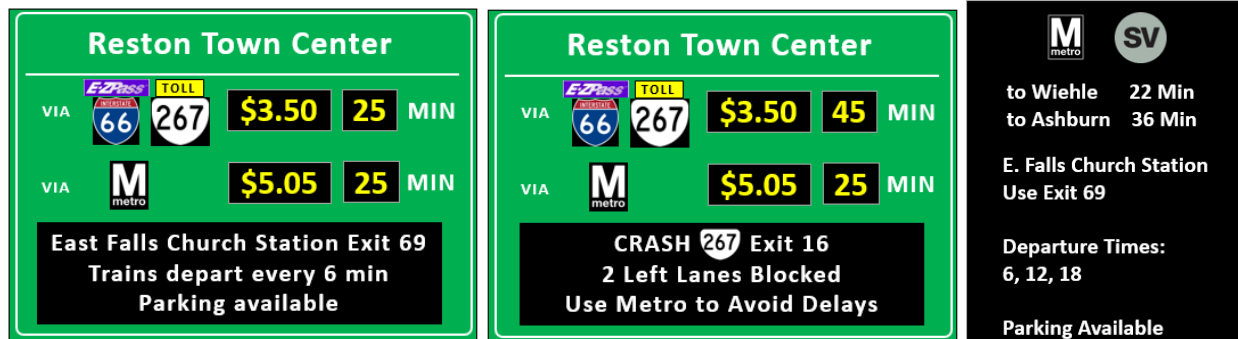 Reston Town Center
E-ZPass TOLL
VIA INTERSTATE 66 267 $3.50 25 MIN
VIA M metro $5.05 25 MIN
East Falls Church Station Exit 69
Trains depart every 6 min
Parking available
Reston Town Center
E-ZPass TOLL
VIA INTERSTATE 66 267 $3.50 45 MIN
VIA M metro $5.05 25 MIN
CRASH 267 Exit 16
2 Left Lanes Blocked
Use Metro to Avoid Delays
M metro SV
to Wiehle 22 Min
to Ashburn 36 Min
E. Falls Church Station
Use Exit 69
Departure Times:
6, 12, 18
Parking Available